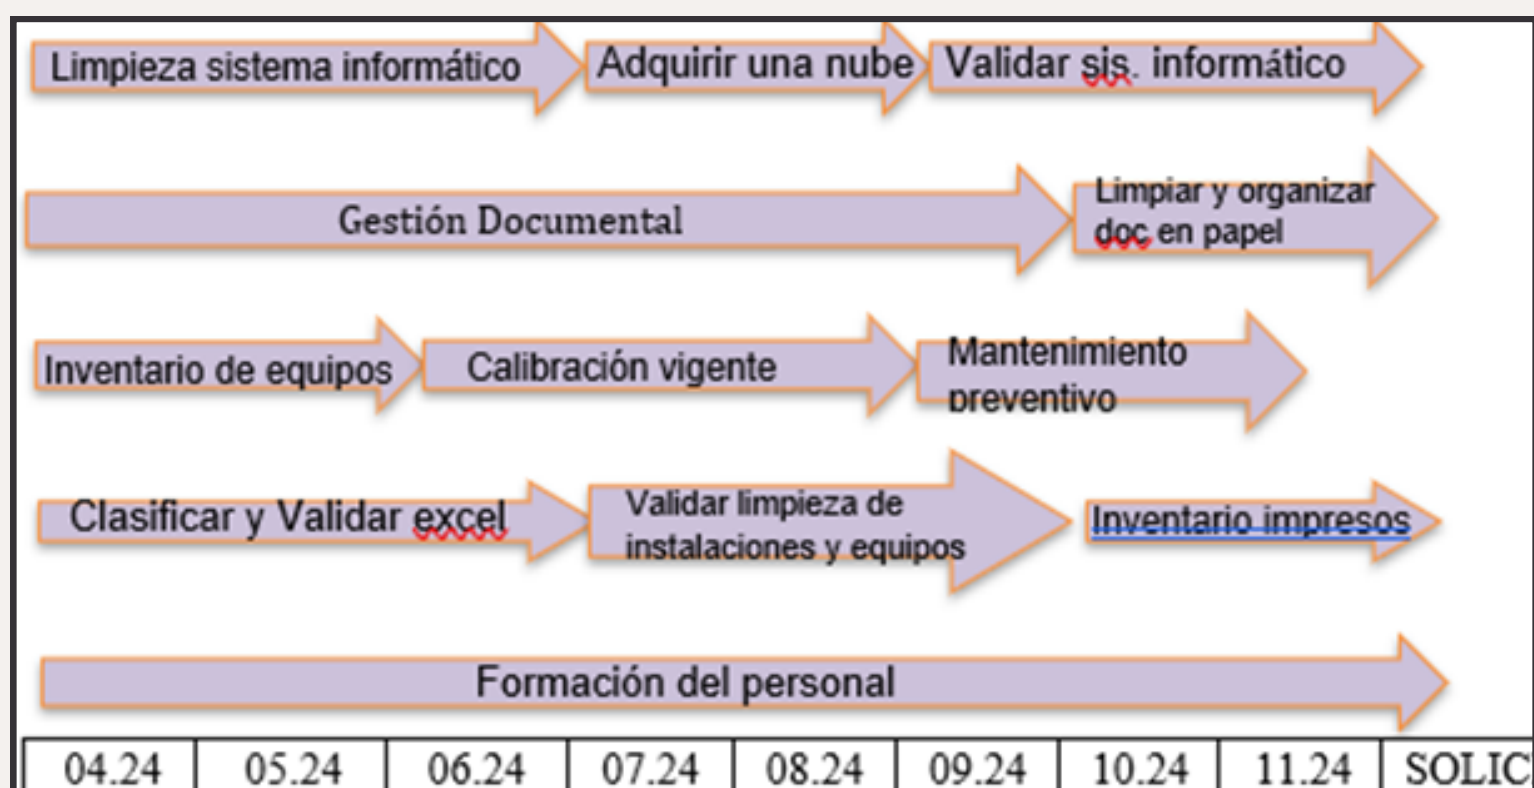 Limpieza sistema informático
Adquirir una nube
Validar sis. informático
Gestión Documental
Limpiar y organizar
doc en papel
Inventario de equipos
Calibración vigente
Mantenimiento
preventivo
Clasificar y Validar excel
Validar limpieza de
instalaciones y equipos
Inventario impresos
Formación del personal
04.24 05.24 06.24 07.24 08.24 09.24 10.24 11.24 SOLIC